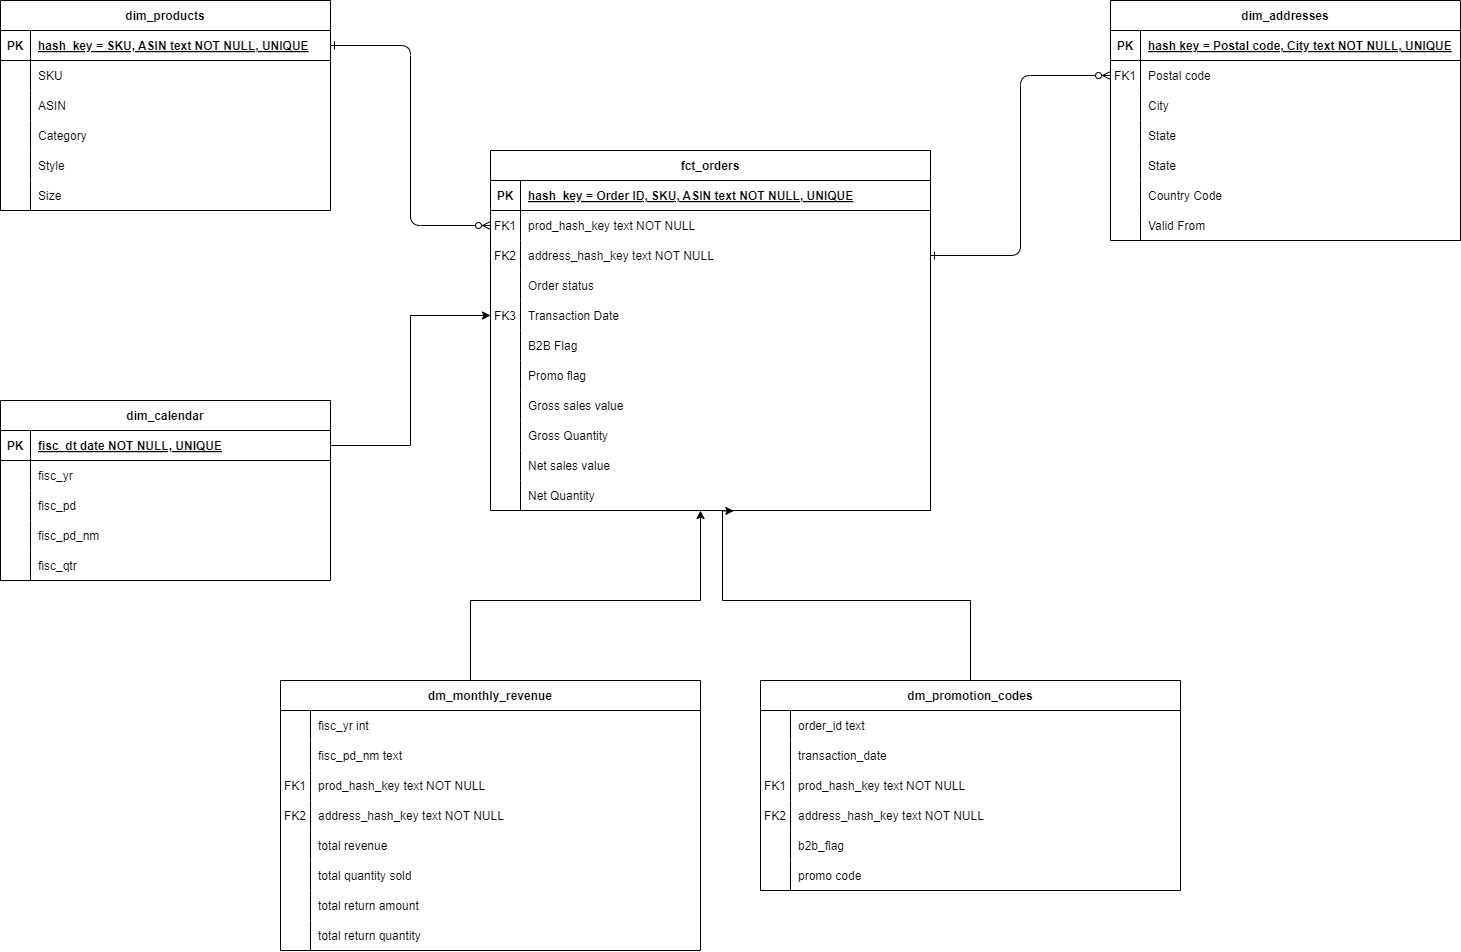 dim_products
PK hash_key = SKU, ASIN text NOT NULL, UNIQUE
SKU
ASIN
Category
Style
Size
dim_addresses
PK hash key = Postal code, City text NOT NULL, UNIQUE
FK1 Postal code
City
State
State
Country Code
Valid From
fct_orders
PK hash_key = Order ID, SKU, ASIN text NOT NULL, UNIQUE
FK1 prod_hash_key text NOT NULL
FK2 address_hash_key text NOT NULL
Order status
FK3 Transaction Date
B2B Flag
Promo flag
Gross sales value
Gross Quantity
Net sales value
Net Quantity
dim_calendar
PK fisc_dt date NOT NULL, UNIQUE
fisc_yr
fisc_pd
fisc_pd_nm
fisc_qtr
dm_monthly_revenue
fisc_yr int
fisc_pd_nm text
FK1 prod_hash_key text NOT NULL
FK2 address_hash_key text NOT NULL
total revenue
total quantity sold
total return amount
total return quantity
dm_promotion_codes
order_id text
transaction_date
FK1 prod_hash_key text NOT NULL
FK2 address_hash_key text NOT NULL
b2b_flag
promo code